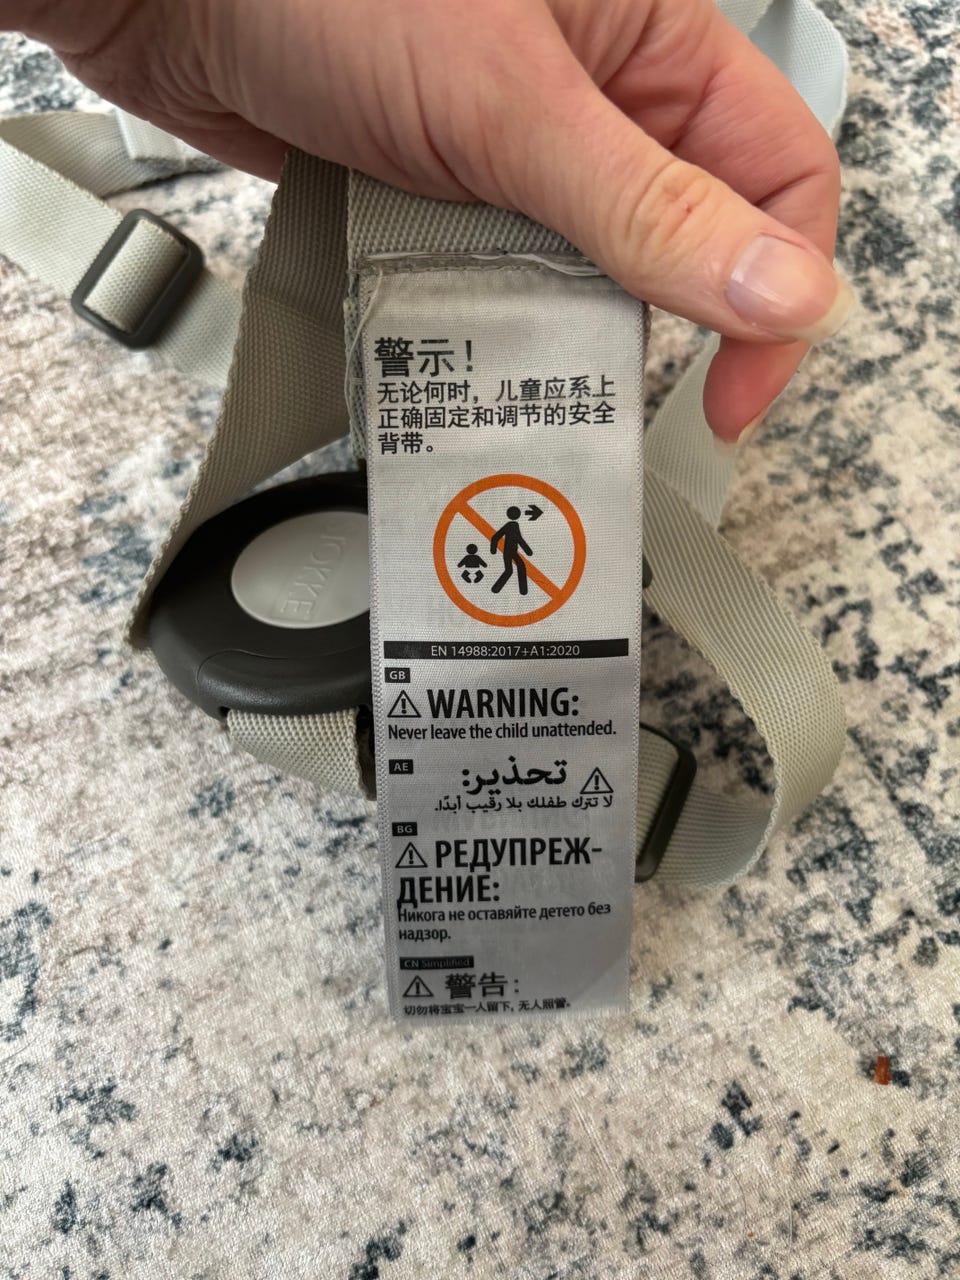 警示！
无论何时，儿童应系上
正确固定和调节的安全
背带。
EN 14988:2017+A1:2020
GB
WARNING:
Never leave the child unattended.
AE
تحذير:
لا تترك طفلك بلا رقيب أبدًا.
BG
РЕДУПРЕЖ-
ДЕНИЕ:
Никога не оставяйте детето без
надзор.
CN Simplified
警告：
切勿将宝宝一人留下，无人照管。